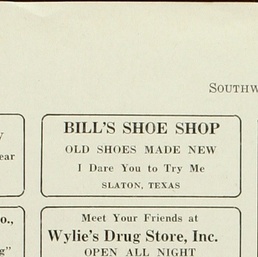 SOUTHW
BILL'S SHOE SHOP
OLD SHOES MADE NEW
I Dare You to Try Me
SLATON, TEXAS
ear
o.,
Meet Your Friends at
Wylie's Drug Store, Inc.
OPEN ALL NIGHT
g"